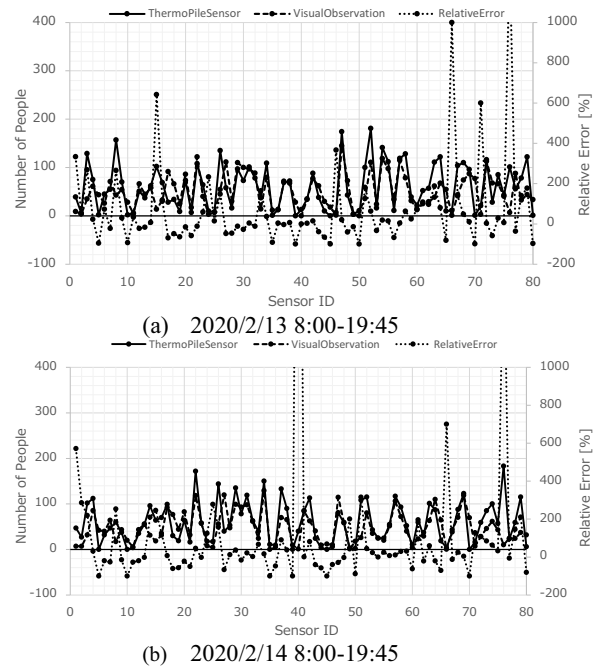 ThermoPileSensor VisualObservation RelativeError
400 1000
300 800
200 600
100 400
0 200
-100 0
-200
Number of People
Relative Error [%]
0 10 20 30 40 50 60 70 80
Sensor ID
(a) 2020/2/13 8:00-19:45
ThermoPileSensor VisualObservation RelativeError
400 1000
300 800
200 600
100 400
0 200
-100 0
-200
Number of People
Relative Error [%]
0 10 20 30 40 50 60 70 80
Sensor ID
(b) 2020/2/14 8:00-19:45